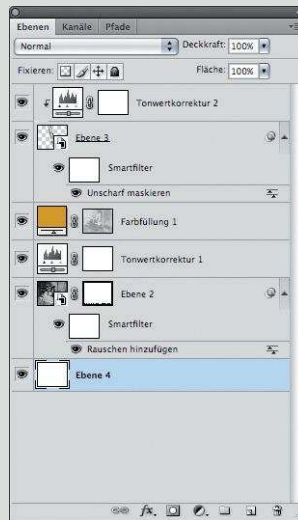 Ebenen Kanäle Pfade
Normal Deckkraft: 100%
Fixieren: Fläche: 100%
Tonwertkorrektur 2
Ebene 3
Smartfilter
Unscharf maskieren
Farbfüllung 1
Tonwertkorrektur 1
Ebene 2
Smartfilter
Rauschen hinzufügen
Ebene 4
fx.